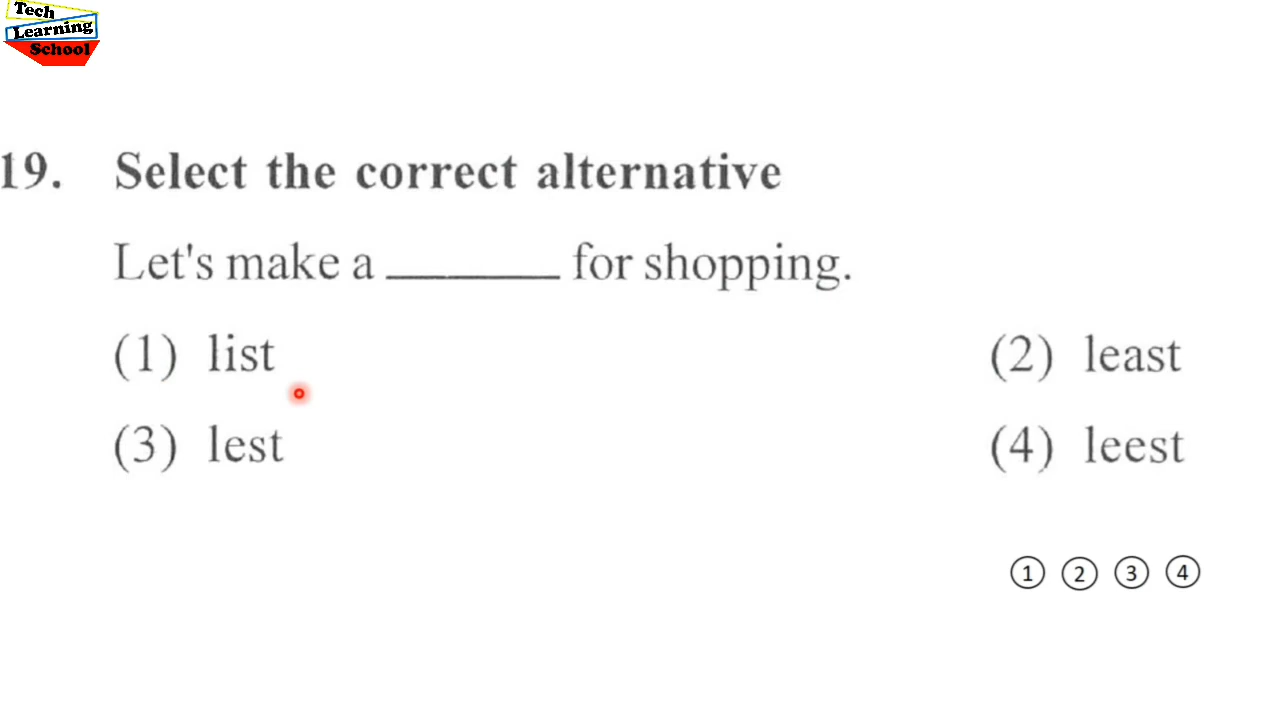 Tech
Learning
School
19. Select the correct alternative
Let's make a ______ for shopping.
(1) list (2) least
(3) lest (4) leest
① ② ③ ④